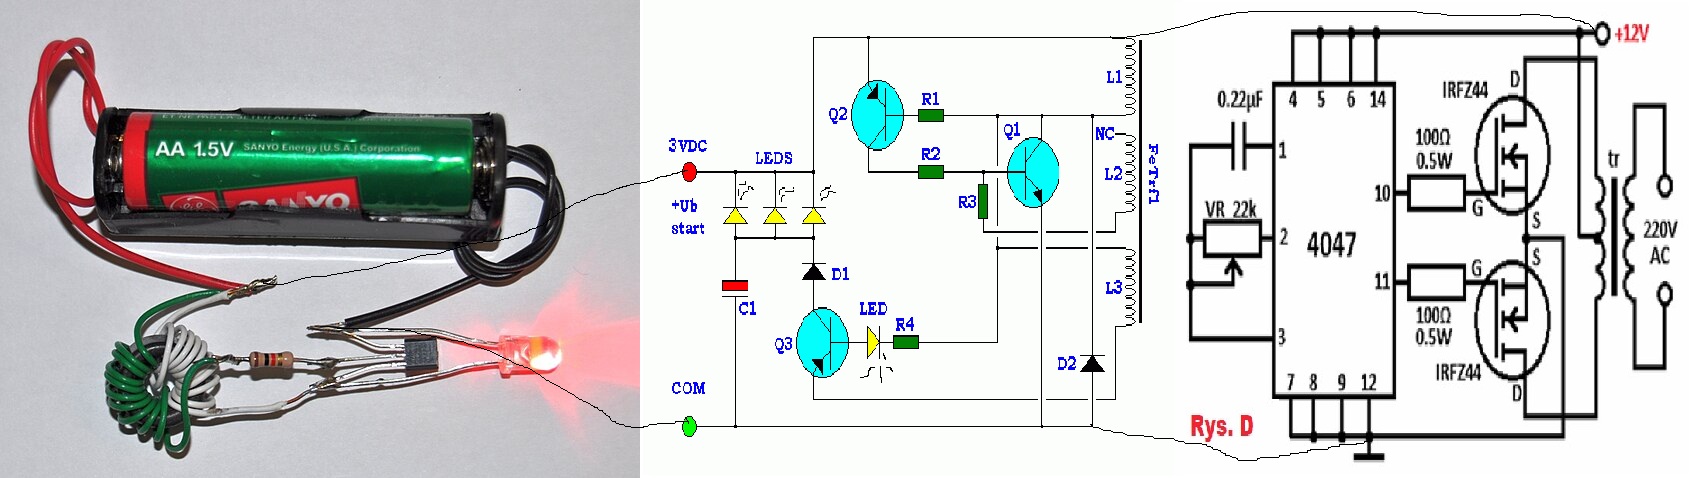 AA 1.5V SANYO Energy (U.S.A.) Corporation
SANYO
3VDC
LEDS
+Ub
start
C1
COM
Q2
R1
Q1
R2
R3
D1
LED
Q3
R4
D2
L1
NC
L2
L3
FeTrf1
+12V
4 5 6 14
0.22µF
1
VR 22k
2
3
4047
10
11
7 8 9 12
IRFZ44
D
100Ω
0.5W
G
S
S
G
100Ω
0.5W
IRFZ44
D
tr
220V
AC
Rys. D